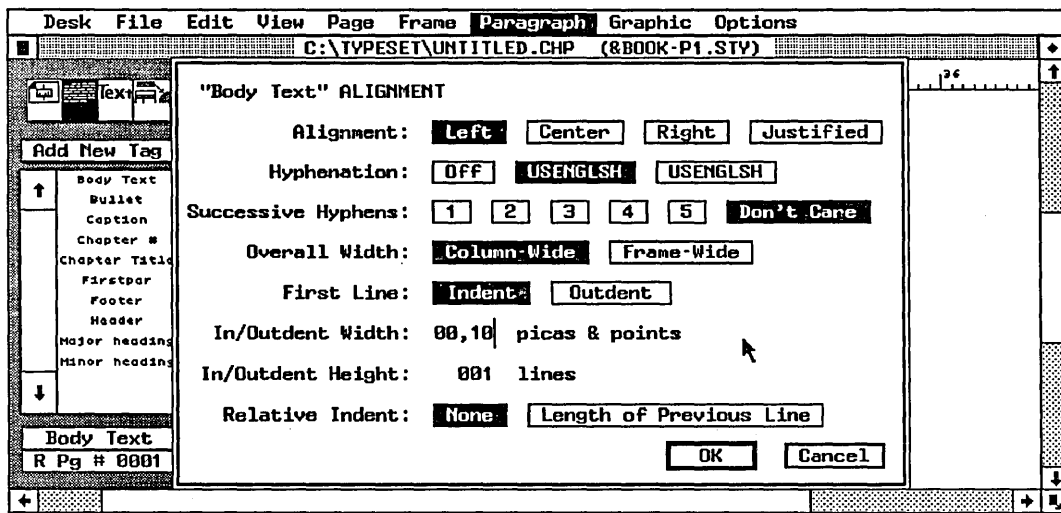 Desk File Edit View Page Frame Paragraph Graphic Options
C:\TYPESET\UNTITLED.CHP (&BOOK-P1.STY)
36
Text
"Body Text" ALIGNMENT
Alignment: Left Center Right Justified
Add New Tag
Hyphenation: Off USENGLSH USENGLSH
Body Text
Bullet
Successive Hyphens: 1 2 3 4 5 Don't Care
Caption
Chapter #
Overall Width: Column-Wide Frame-Wide
Chapter Title
Firstpar
First Line: Indent Outdent
Footer
Header
In/Outdent Width: 00,10 picas & points
Major heading
Minor heading
In/Outdent Height: 001 lines
Relative Indent: None Length of Previous Line
Body Text
R Pg # 0001
OK Cancel